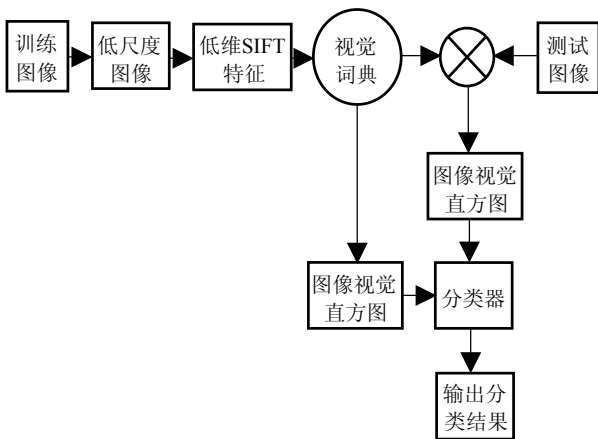 训练
图像
低尺度
图像
低维SIFT
特征
视觉
词典
测试
图像
图像视觉
直方图
图像视觉
直方图
分类器
输出分
类结果